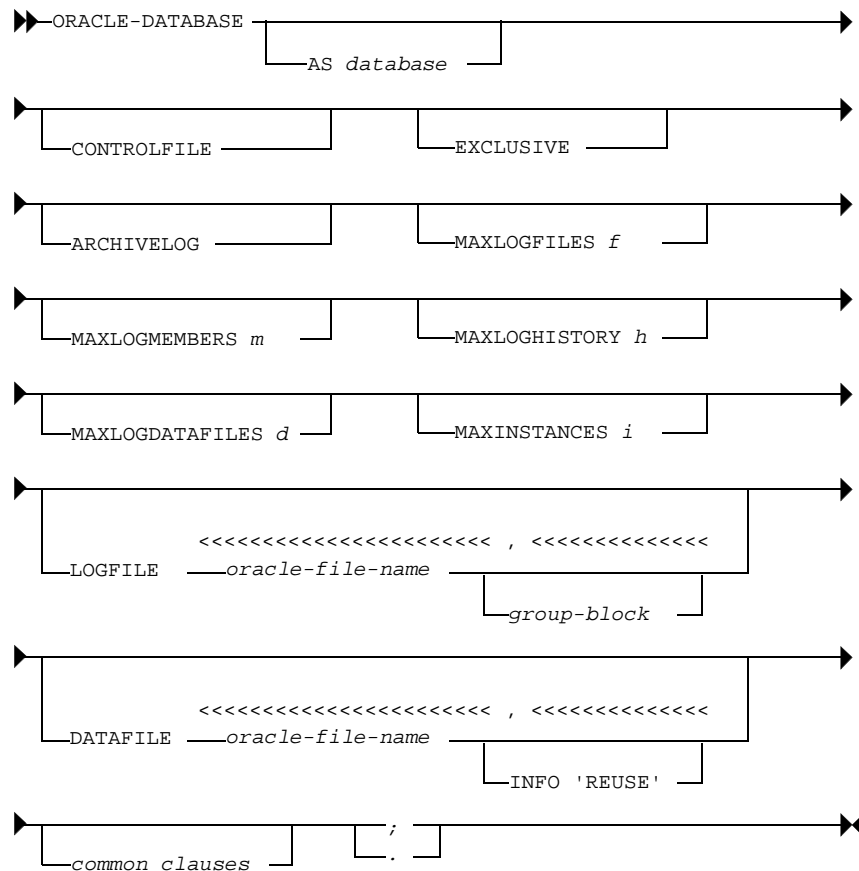 ORACLE-DATABASE
AS database
CONTROLFILE EXCLUSIVE
ARCHIVELOG MAXLOGFILES f
MAXLOGMEMBERS m MAXLOGHISTORY h
MAXLOGDATAFILES d MAXINSTANCES i
<<<<<<<<<<<<<<<<<<<<<<< , <<<<<<<<<<<<<<
LOGFILE oracle-file-name
group-block
<<<<<<<<<<<<<<<<<<<<<<< , <<<<<<<<<<<<<<
DATAFILE oracle-file-name
INFO 'REUSE'
;
common clauses .